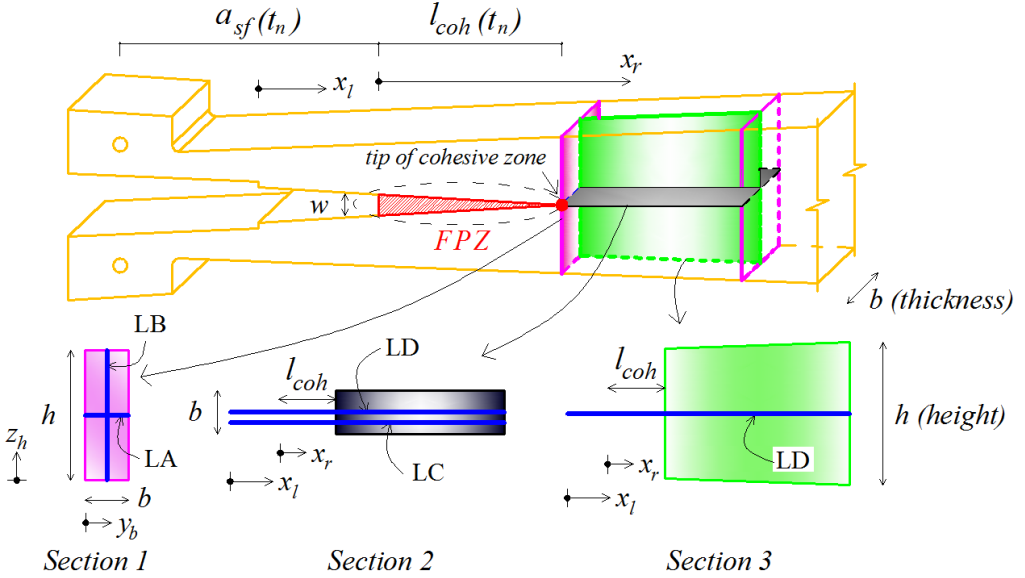 a_sf(t_n) l_coh(t_n)
x_l x_r
tip of cohesive zone
w
FPZ
b (thickness)
LB
LD
l_coh l_coh
h b h (height)
z_h LA LC LD
x_r x_r
b x_l x_l
y_b
Section 1 Section 2 Section 3